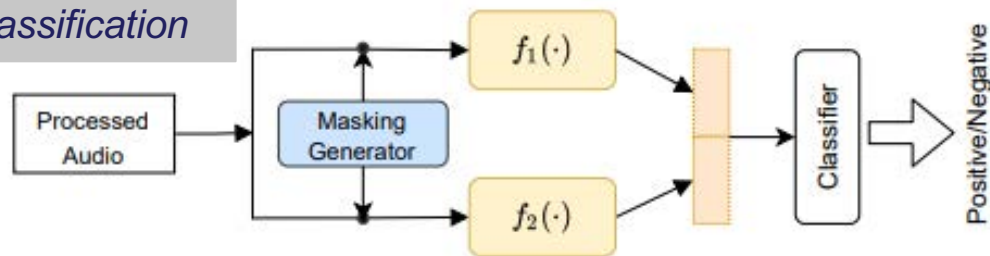 assification
Processed
Audio
Masking
Generator
f₁(·)
f₂(·)
Classifier
Positive/Negative